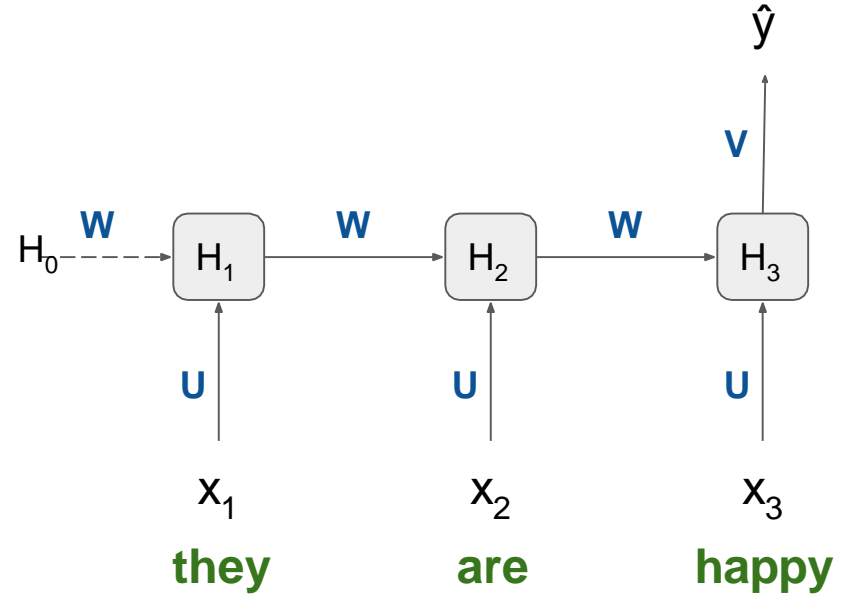 ŷ
V
W W W
H₀ H₁ H₂ H₃
U U U
x₁ x₂ x₃
they are happy